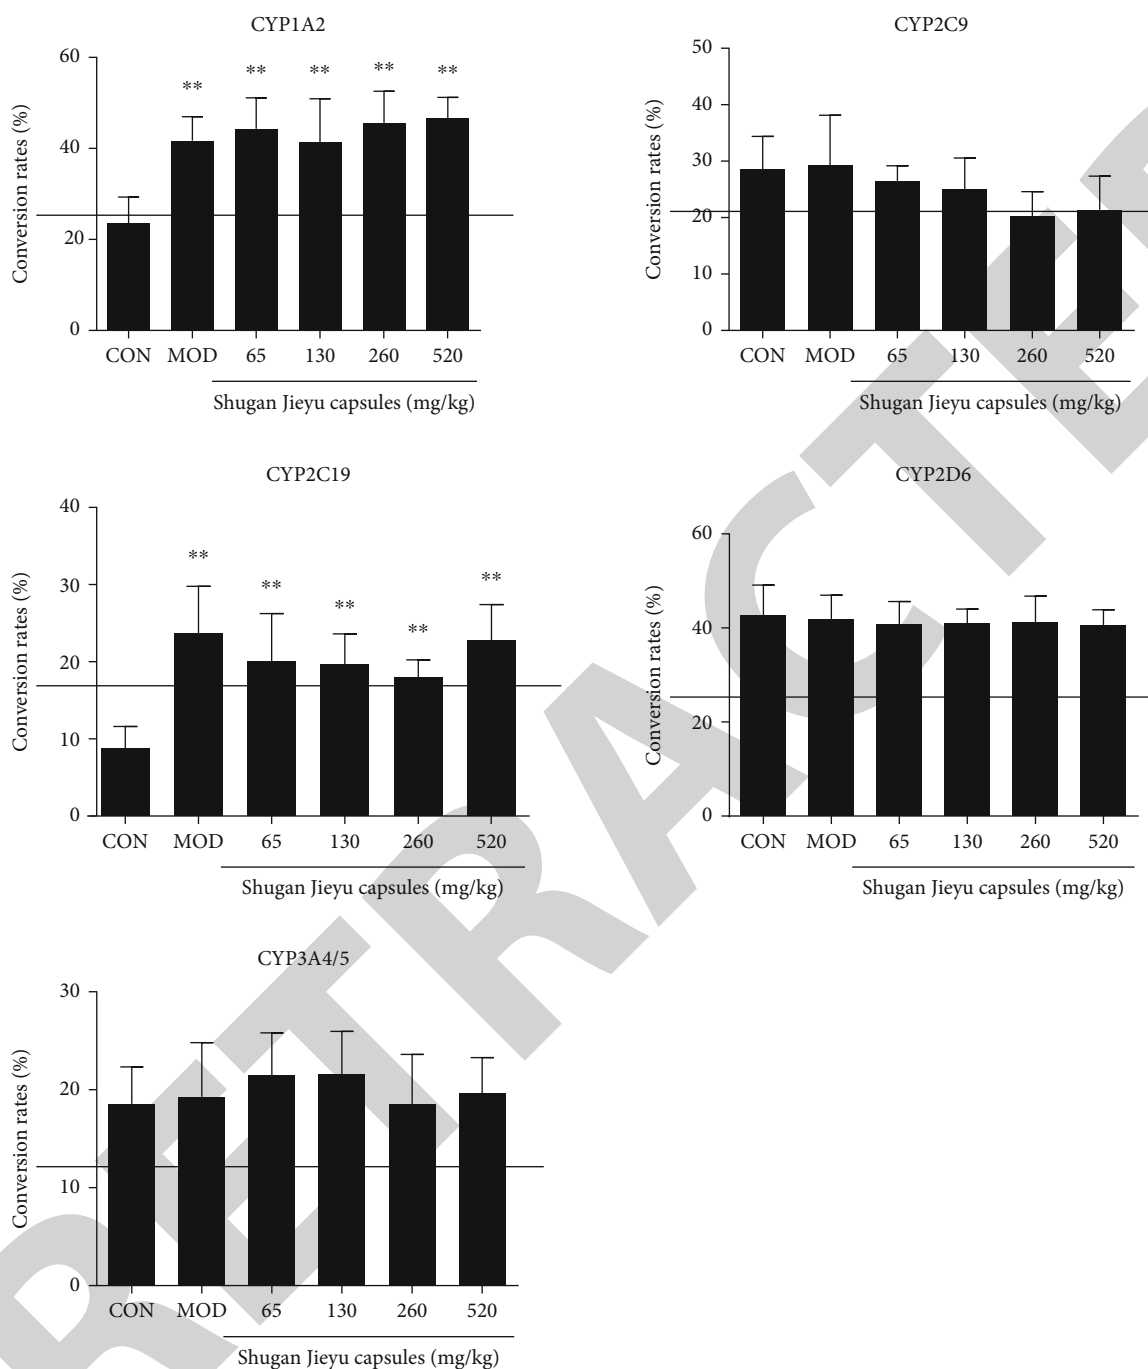 CYP1A2
Conversion rates (%)
60
40
20
0
** ** ** ** **
CON MOD 65 130 260 520
Shugan Jieyu capsules (mg/kg)
CYP2C9
Conversion rates (%)
50
40
30
20
10
0
CON MOD 65 130 260 520
Shugan Jieyu capsules (mg/kg)
CYP2C19
Conversion rates (%)
40
30
20
10
0
** ** ** ** **
CON MOD 65 130 260 520
Shugan Jieyu capsules (mg/kg)
CYP2D6
Conversion rates (%)
60
40
20
0
CON MOD 65 130 260 520
Shugan Jieyu capsules (mg/kg)
CYP3A4/5
Conversion rates (%)
30
20
10
0
CON MOD 65 130 260 520
Shugan Jieyu capsules (mg/kg)
RETRACTE